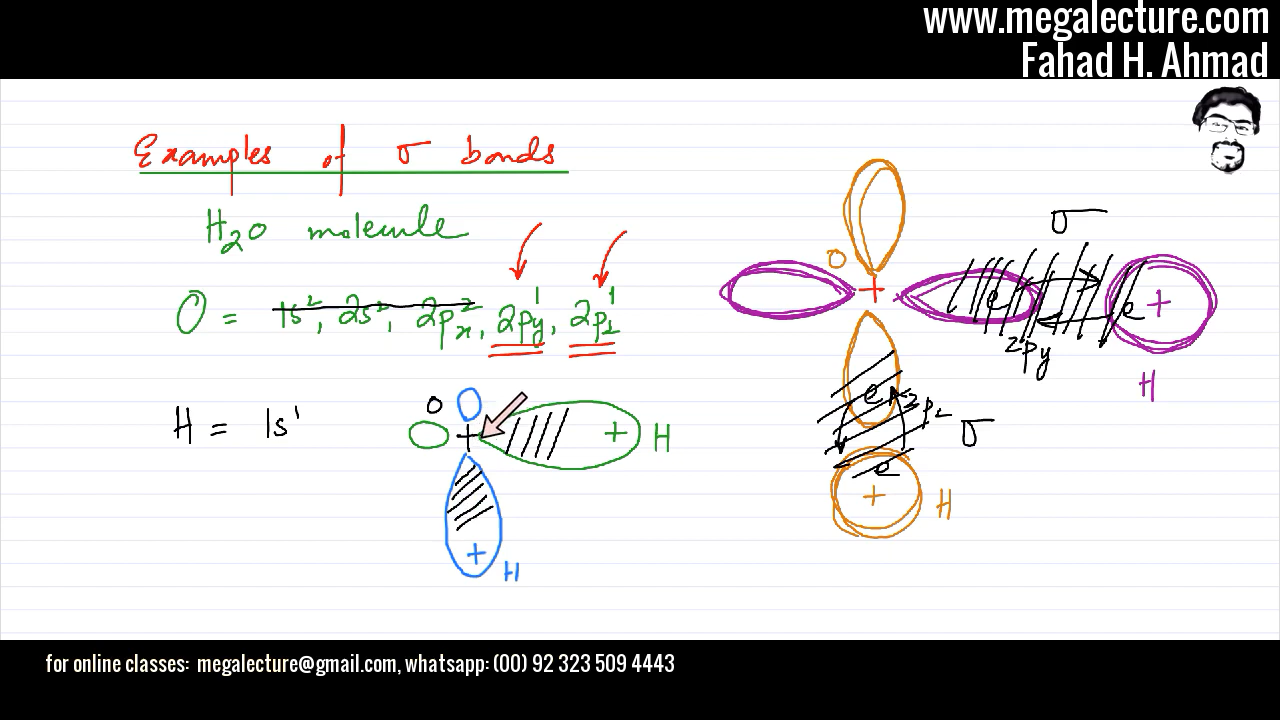 www.megalecture.com
Fahad H. Ahmad
Examples of σ bonds
H₂O molecule
O = 1s², 2s², 2pₓ², 2py¹, 2pz¹
H = 1s¹
O
+
+ H
+
H
O
+
σ
e
e
+
2py
H
e
2pz
σ
e
+
H
for online classes: megalecture@gmail.com, whatsapp: (00) 92 323 509 4443